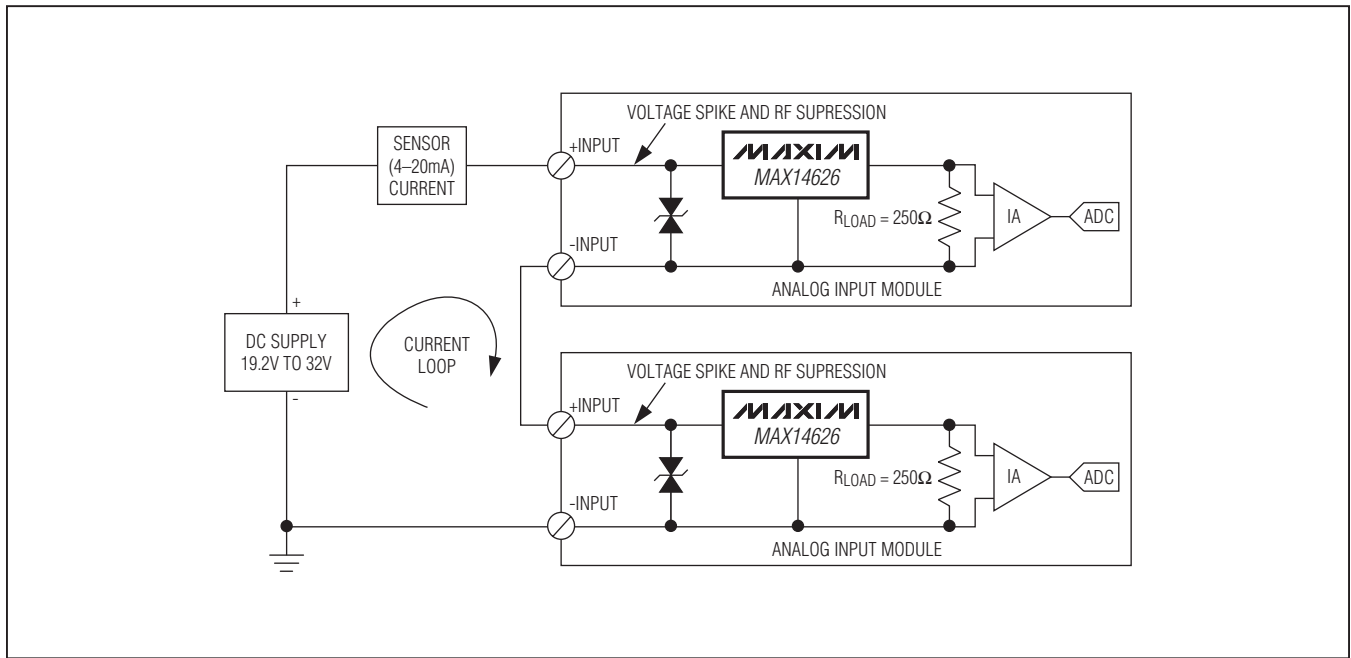 VOLTAGE SPIKE AND RF SUPRESSION
SENSOR
(4–20mA)
CURRENT
+INPUT
MAXIM
MAX14626
RLOAD = 250Ω
IA
ADC
-INPUT
ANALOG INPUT MODULE
+
DC SUPPLY
19.2V TO 32V
-
CURRENT
LOOP
VOLTAGE SPIKE AND RF SUPRESSION
+INPUT
MAXIM
MAX14626
RLOAD = 250Ω
IA
ADC
-INPUT
ANALOG INPUT MODULE